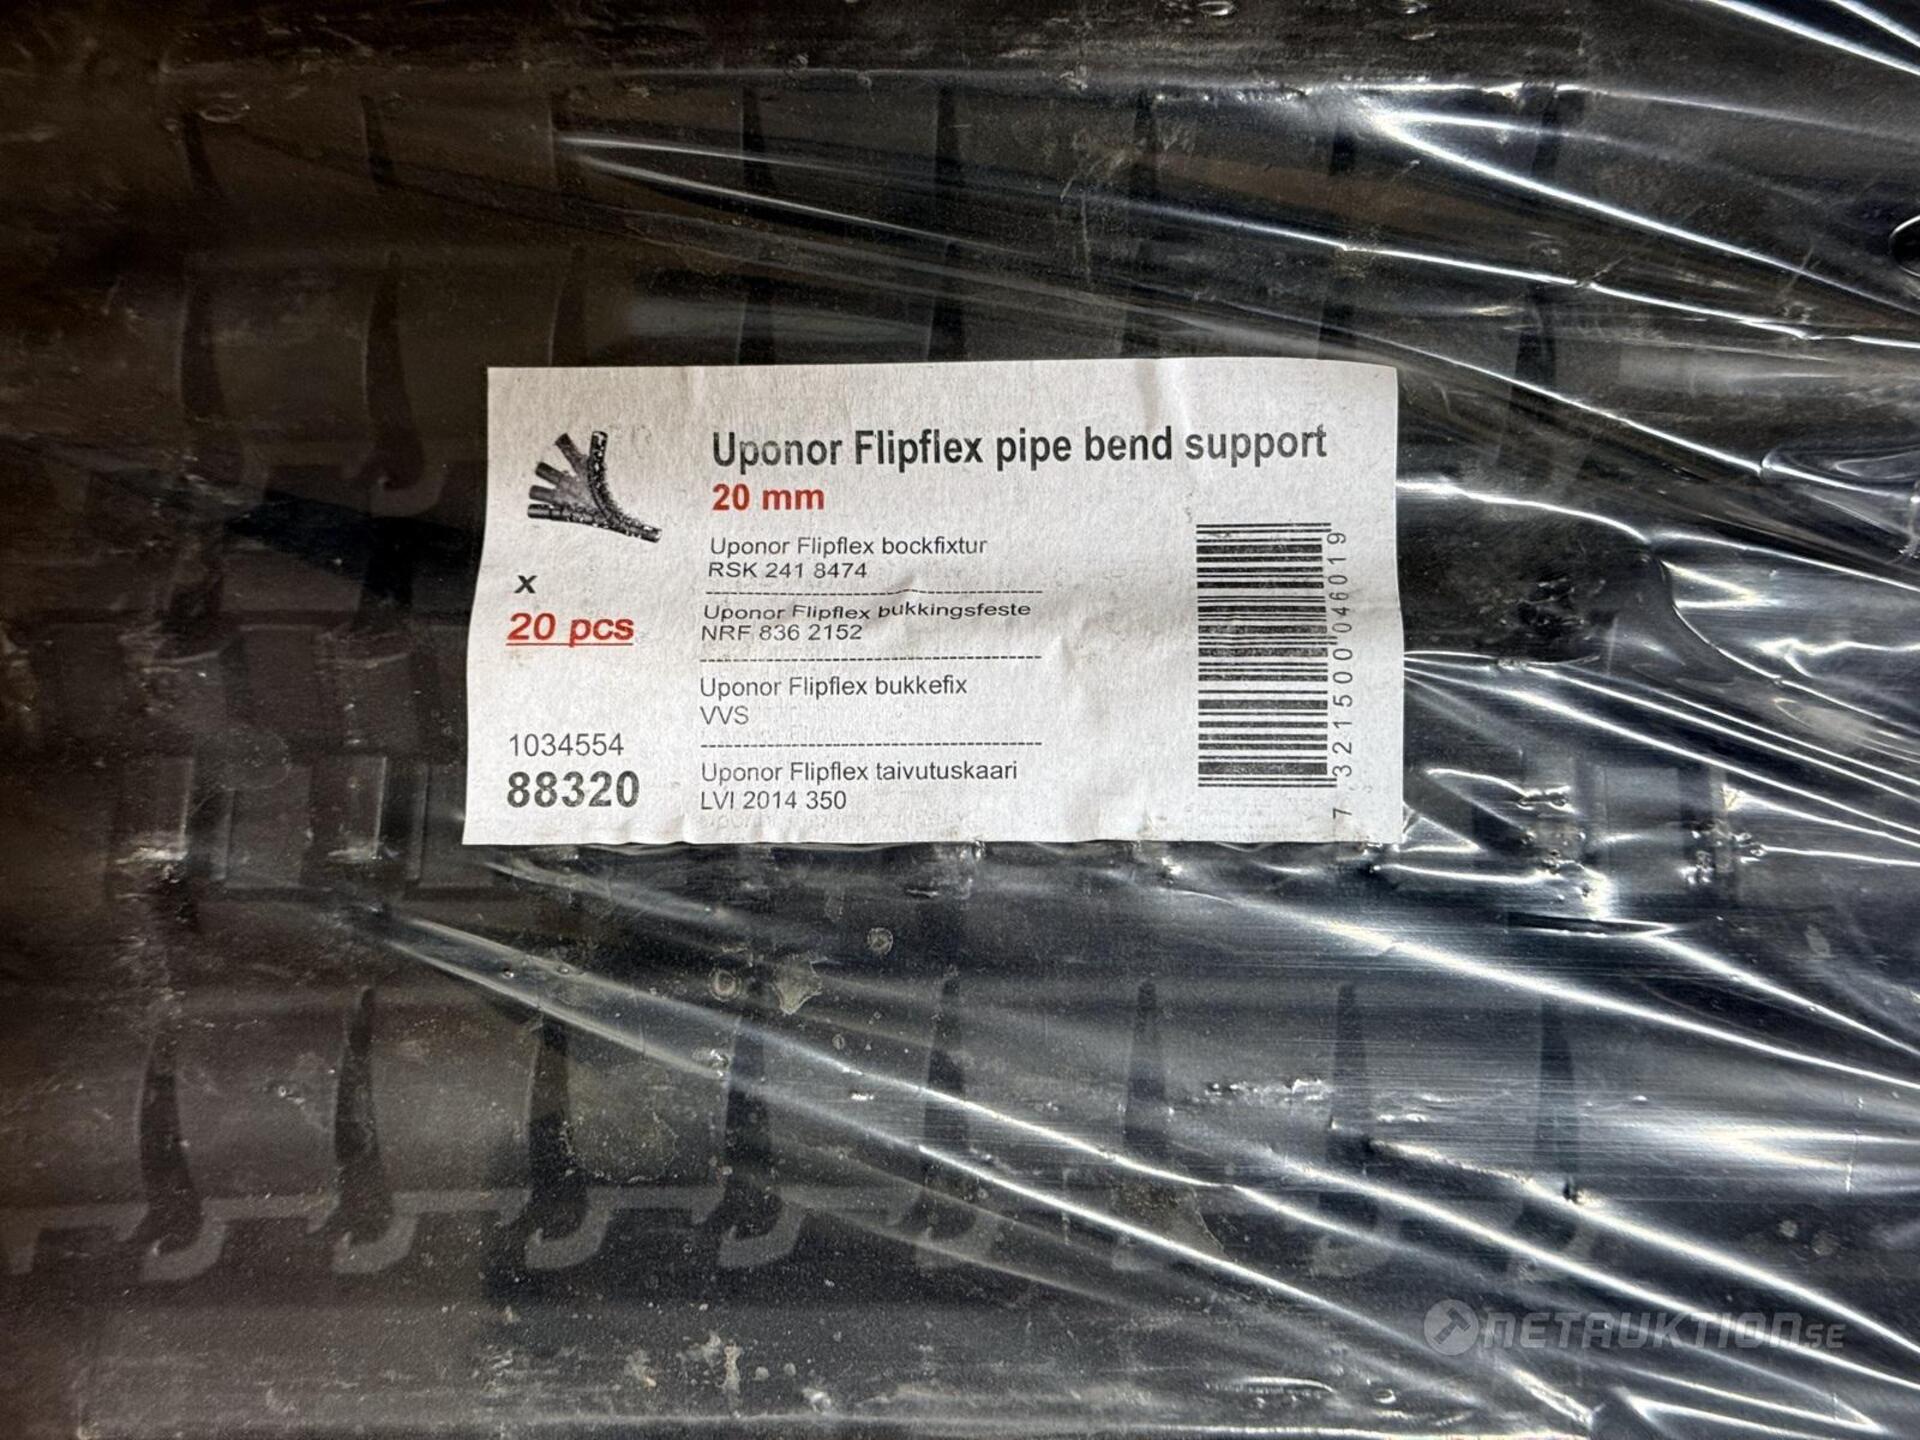 Uponor Flipflex pipe bend support
20 mm
Uponor Flipflex bockfixtur
RSK 241 8474
Uponor Flipflex bukkingsfeste
NRF 836 2152
Uponor Flipflex bukkefix
VVS
Uponor Flipflex taivutuskaari
LVI 2014 350
x
20 pcs
1034554
88320
7 321500 046019
NETAUKTION.SE